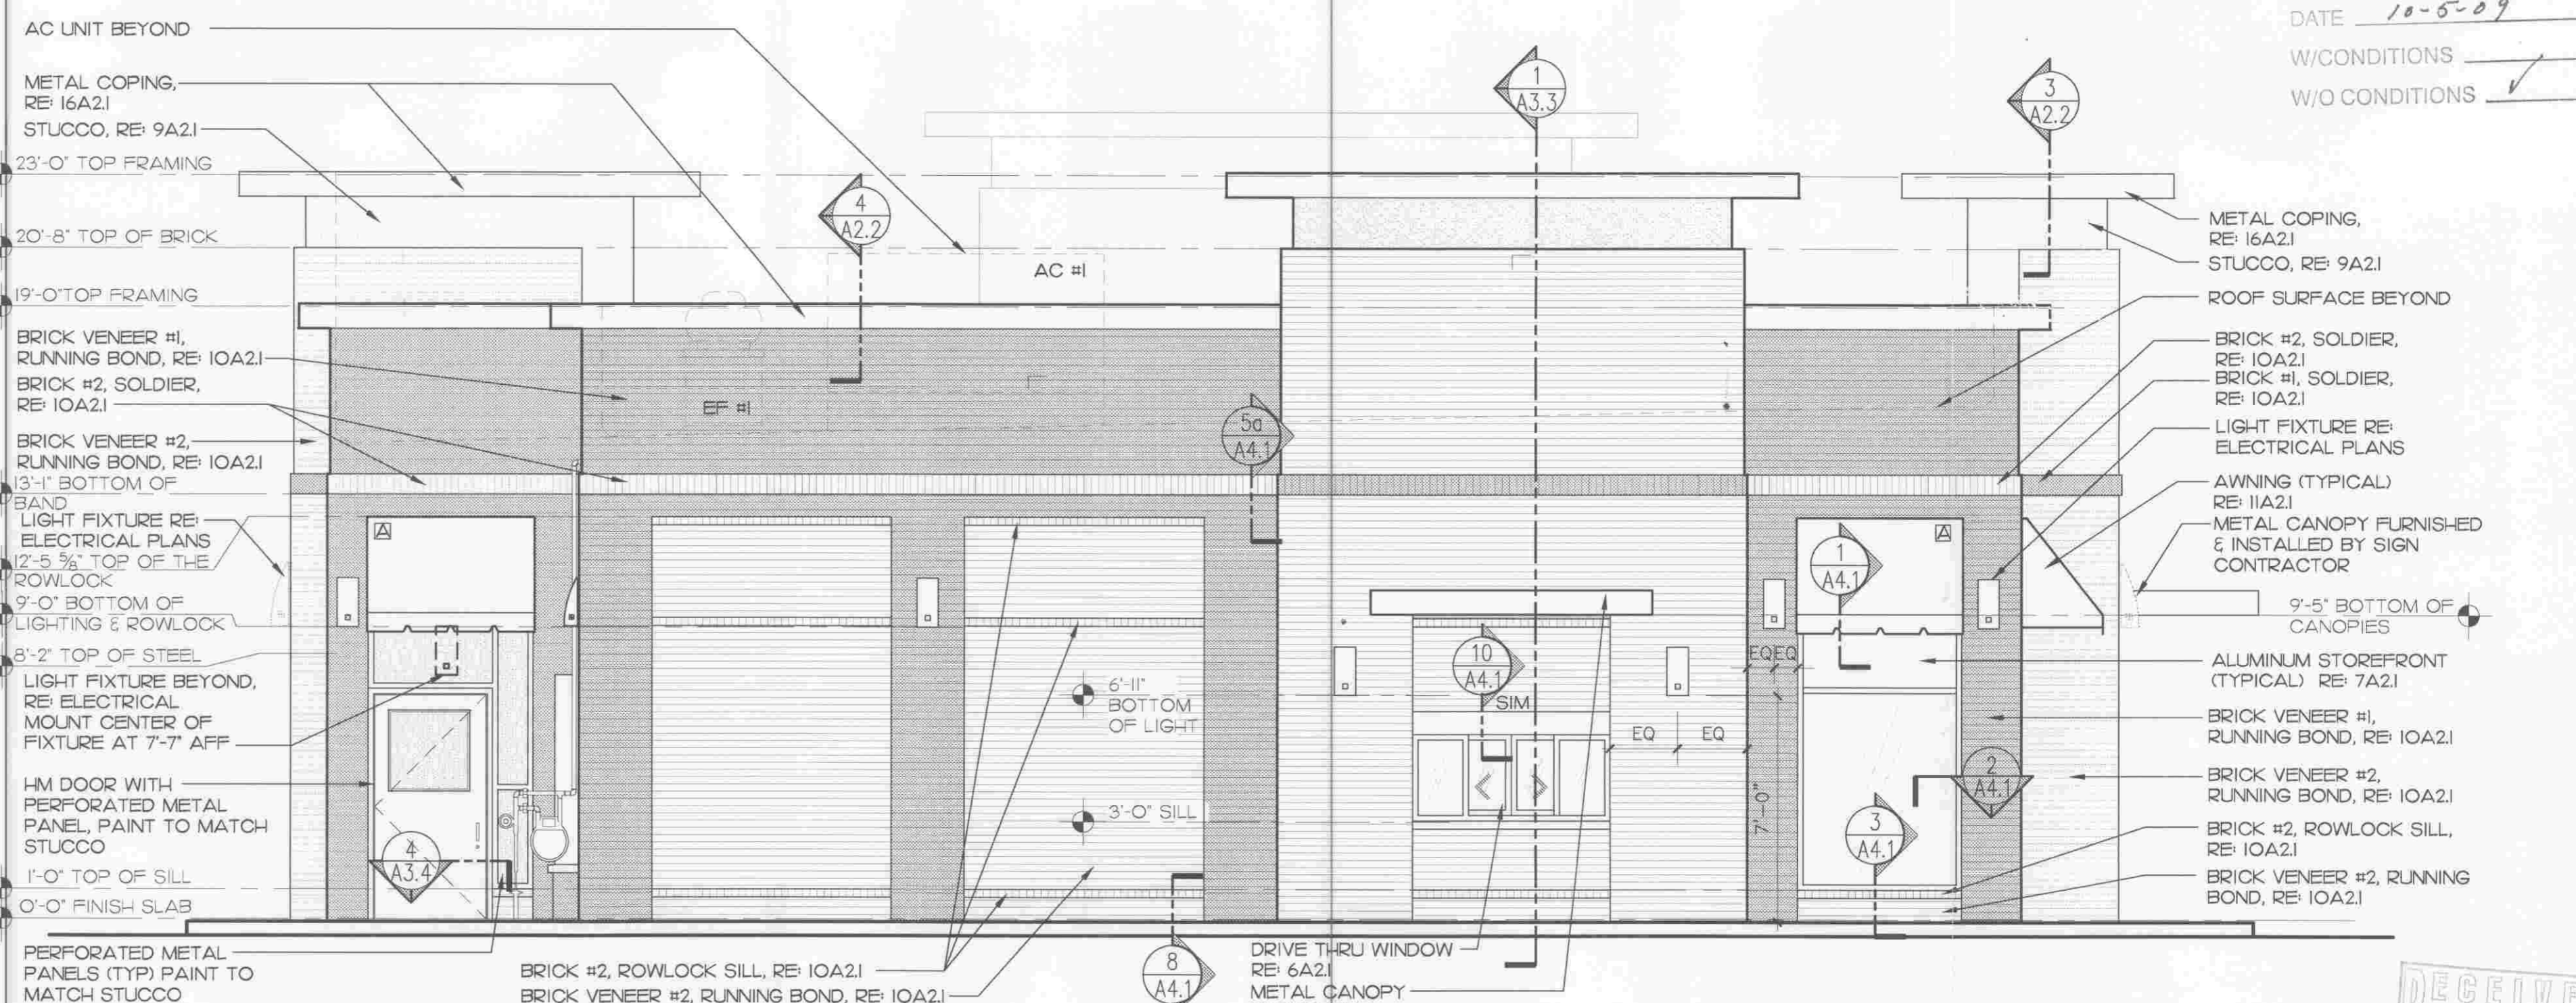 AC UNIT BEYOND
METAL COPING,
RE: 16A2.1
STUCCO, RE: 9A2.1
23'-0" TOP FRAMING
20'-8" TOP OF BRICK
19'-0"TOP FRAMING
BRICK VENEER #1,
RUNNING BOND, RE: 10A2.1
BRICK #2, SOLDIER,
RE: 10A2.1
BRICK VENEER #2,
RUNNING BOND, RE: 10A2.1
13'-1" BOTTOM OF
BAND
LIGHT FIXTURE RE:
ELECTRICAL PLANS
12'-5 5/8" TOP OF THE
ROWLOCK
9'-0" BOTTOM OF
LIGHTING & ROWLOCK
8'-2" TOP OF STEEL
LIGHT FIXTURE BEYOND,
RE: ELECTRICAL
MOUNT CENTER OF
FIXTURE AT 7'-7" AFF
HM DOOR WITH
PERFORATED METAL
PANEL, PAINT TO MATCH
STUCCO
1'-0" TOP OF SILL
0'-0" FINISH SLAB
PERFORATED METAL
PANELS (TYP) PAINT TO
MATCH STUCCO
4
A2.2
AC #1
EF #1
5a
A4.1
A
6'-11"
BOTTOM
OF LIGHT
3'-0" SILL
4
A3.4
BRICK #2, ROWLOCK SILL, RE: 10A2.1
BRICK VENEER #2, RUNNING BOND, RE: 10A2.1
8
A4.1
DRIVE THRU WINDOW
RE: 6A2.1
METAL CANOPY
1
A3.3
10
A4.1
SIM
EQ EQ
EQ EQ
7'-0"
1
A4.1
A
3
A4.1
2
A4.1
3
A2.2
DATE 10-5-09
W/CONDITIONS
W/O CONDITIONS ✓
METAL COPING,
RE: 16A2.1
STUCCO, RE: 9A2.1
ROOF SURFACE BEYOND
BRICK #2, SOLDIER,
RE: 10A2.1
BRICK #1, SOLDIER,
RE: 10A2.1
LIGHT FIXTURE RE:
ELECTRICAL PLANS
AWNING (TYPICAL)
RE: 11A2.1
METAL CANOPY FURNISHED
& INSTALLED BY SIGN
CONTRACTOR
9'-5" BOTTOM OF
CANOPIES
ALUMINUM STOREFRONT
(TYPICAL) RE: 7A2.1
BRICK VENEER #1,
RUNNING BOND, RE: 10A2.1
BRICK VENEER #2,
RUNNING BOND, RE: 10A2.1
BRICK #2, ROWLOCK SILL,
RE: 10A2.1
BRICK VENEER #2, RUNNING
BOND, RE: 10A2.1